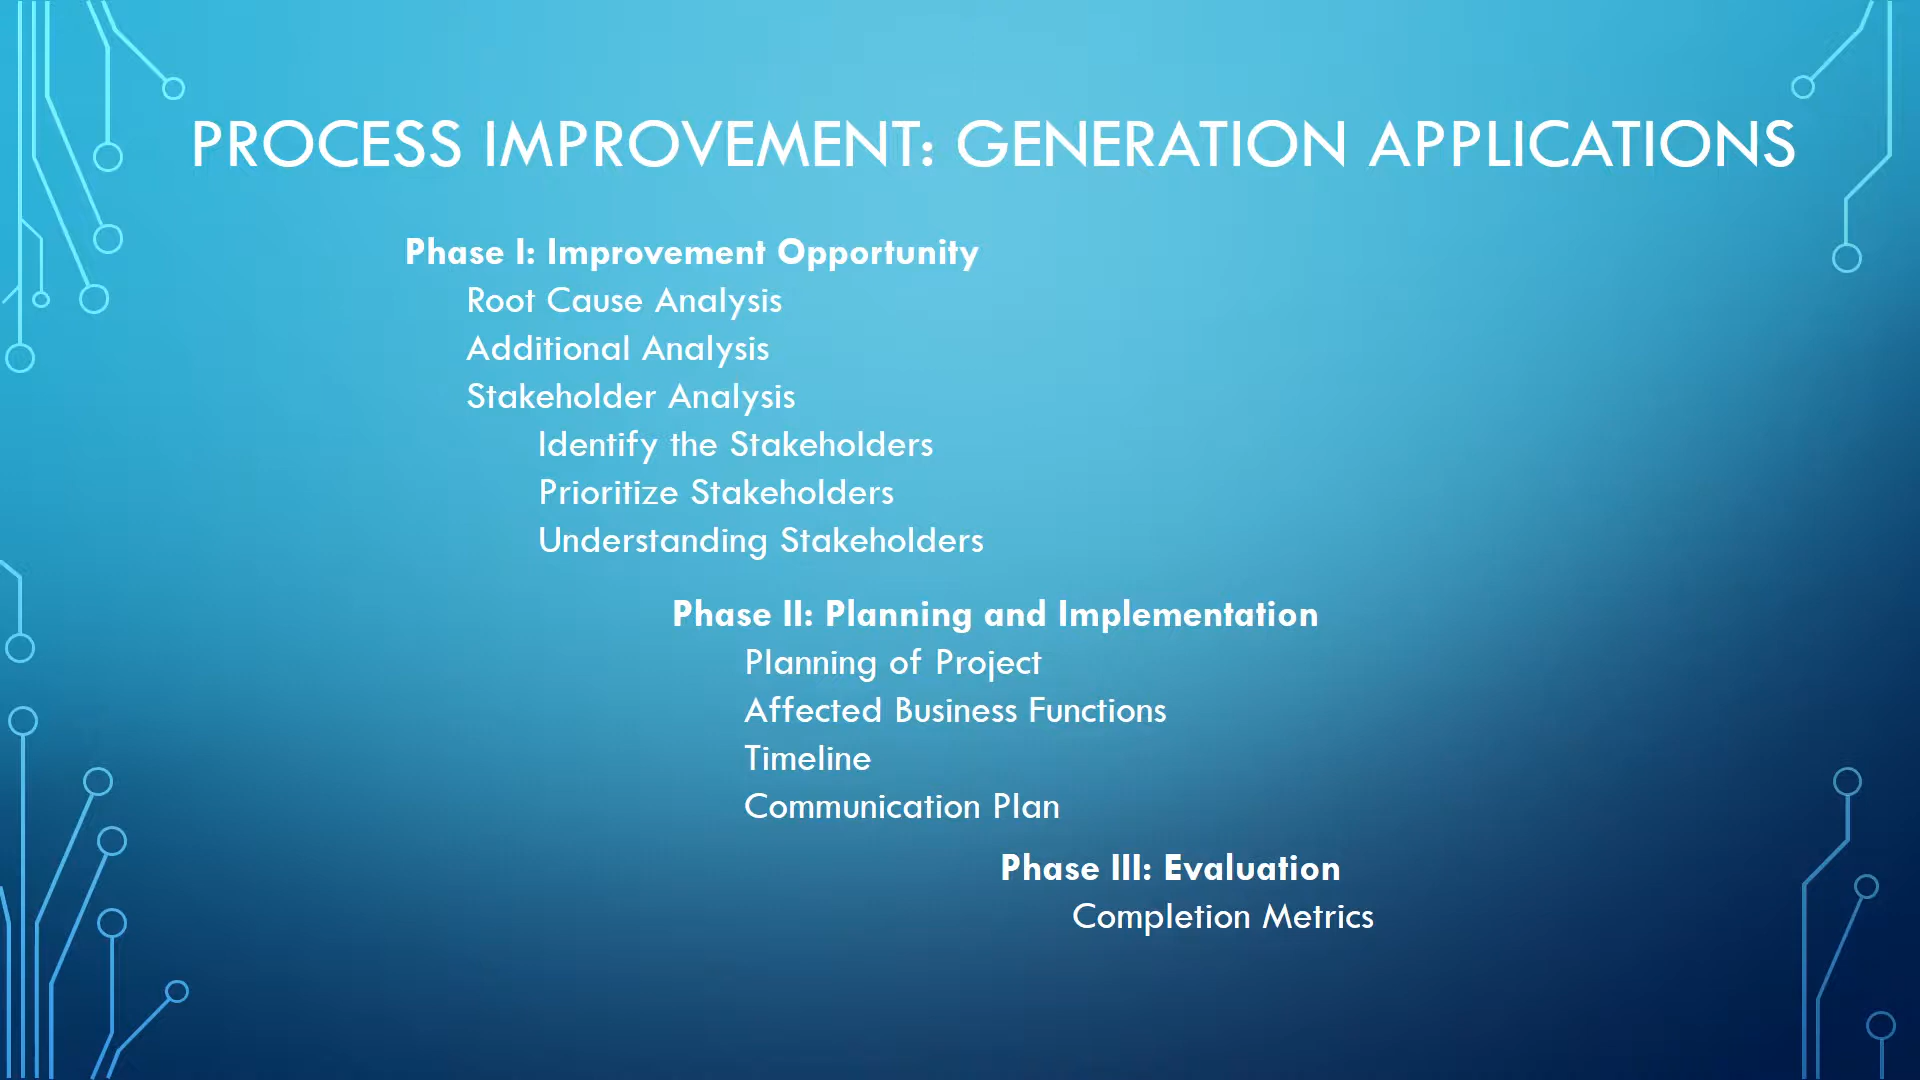 PROCESS IMPROVEMENT: GENERATION APPLICATIONS
Phase I: Improvement Opportunity
Root Cause Analysis
Additional Analysis
Stakeholder Analysis
Identify the Stakeholders
Prioritize Stakeholders
Understanding Stakeholders
Phase II: Planning and Implementation
Planning of Project
Affected Business Functions
Timeline
Communication Plan
Phase III: Evaluation
Completion Metrics